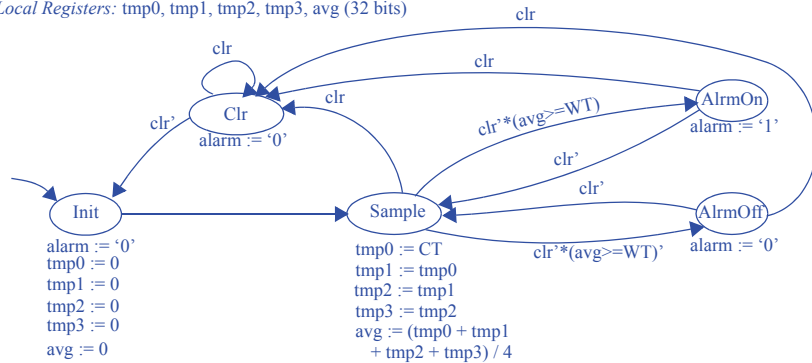 Local Registers: tmp0, tmp1, tmp2, tmp3, avg (32 bits)
clr
clr
clr
clr
Clr
alarm := ‘0’
clr’
clr’*(avg>=WT)
AlrmOn
alarm := ‘1’
clr’
clr’
Init
Sample
AlrmOff
alarm := ‘0’
clr’*(avg>=WT)’
alarm := ‘0’
tmp0 := 0
tmp1 := 0
tmp2 := 0
tmp3 := 0
avg := 0
tmp0 := CT
tmp1 := tmp0
tmp2 := tmp1
tmp3 := tmp2
avg := (tmp0 + tmp1
+ tmp2 + tmp3) / 4